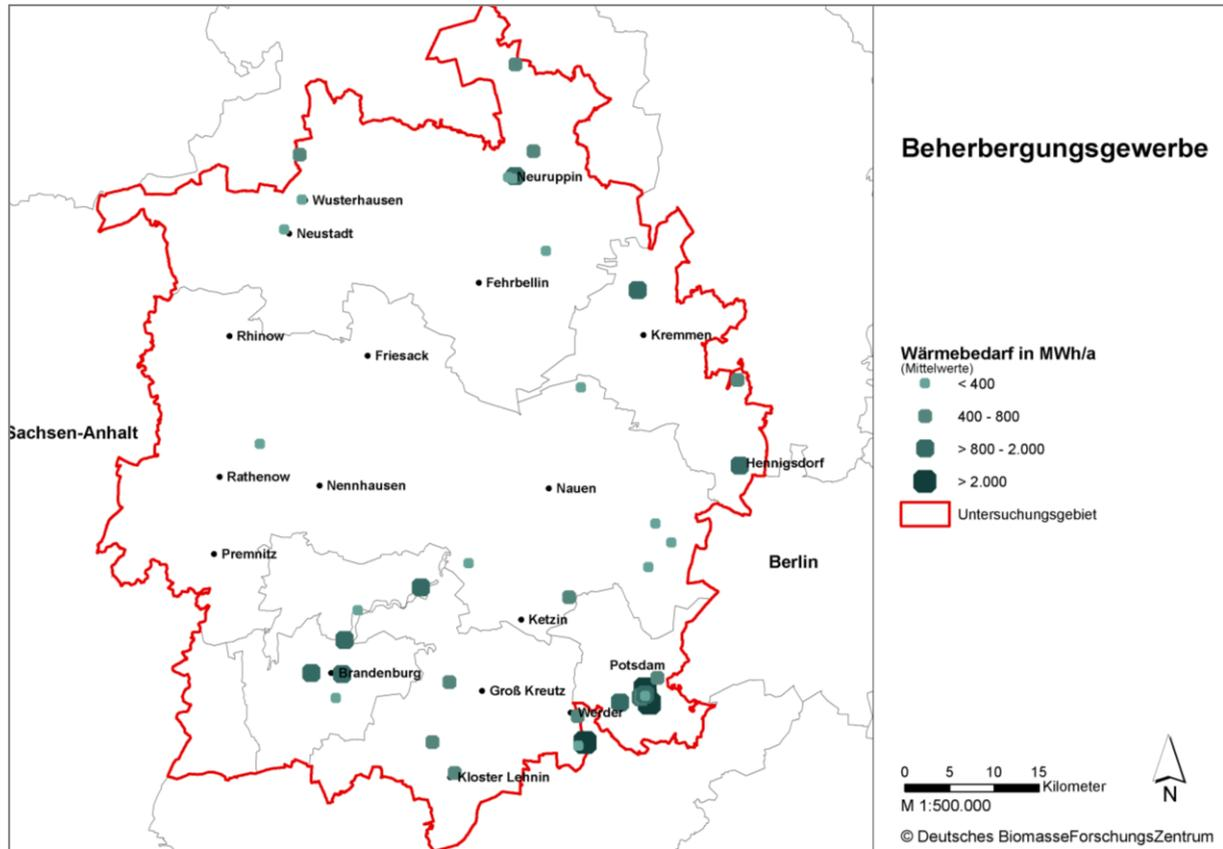 Beherbergungsgewerbe
Neuruppin
Wusterhausen
Neustadt
Fehrbellin
Rhinow
Kremmen
Friesack
Sachsen-Anhalt
Hennigsdorf
Rathenow
Nennhausen
Nauen
Premnitz
Berlin
Ketzin
Potsdam
Brandenburg
Groß Kreutz
Werder
Kloster Lehnin
Wärmebedarf in MWh/a
(Mittelwerte)
< 400
400 - 800
> 800 - 2.000
> 2.000
Untersuchungsgebiet
0 5 10 15
Kilometer
M 1:500.000
N
© Deutsches BiomasseForschungsZentrum